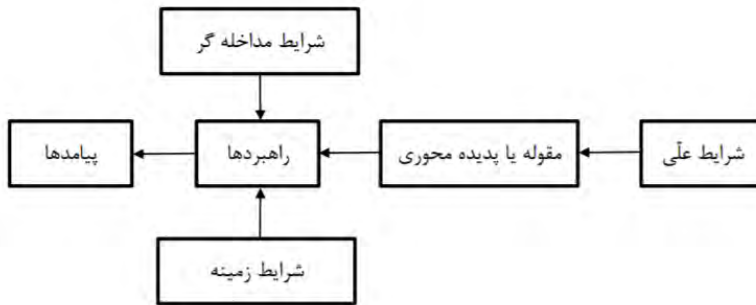 شرایط مداخله گر
شرایط علّی
مقوله یا پدیده محوری
راهبردها
پیامدها
شرایط زمینه